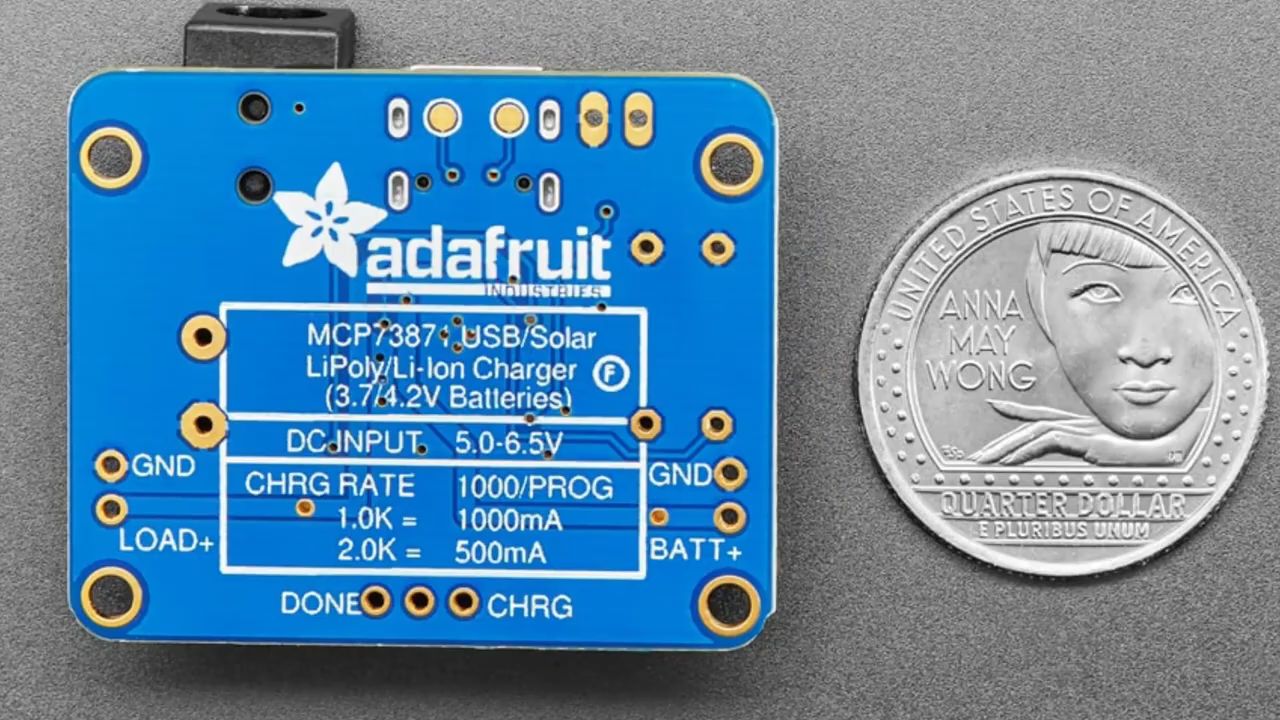 adafruit
INDUSTRIES
MCP73871 USB/Solar
LiPoly/Li-Ion Charger
F
(3.7/4.2V Batteries)
DC INPUT 5.0-6.5V
CHRG RATE 1000/PROG
1.0K = 1000mA
2.0K = 500mA
GND
LOAD+
GND
BATT+
DONE
CHRG
UNITED STATES OF AMERICA
ANNA
MAY
WONG
QUARTER DOLLAR
E PLURIBUS UNUM